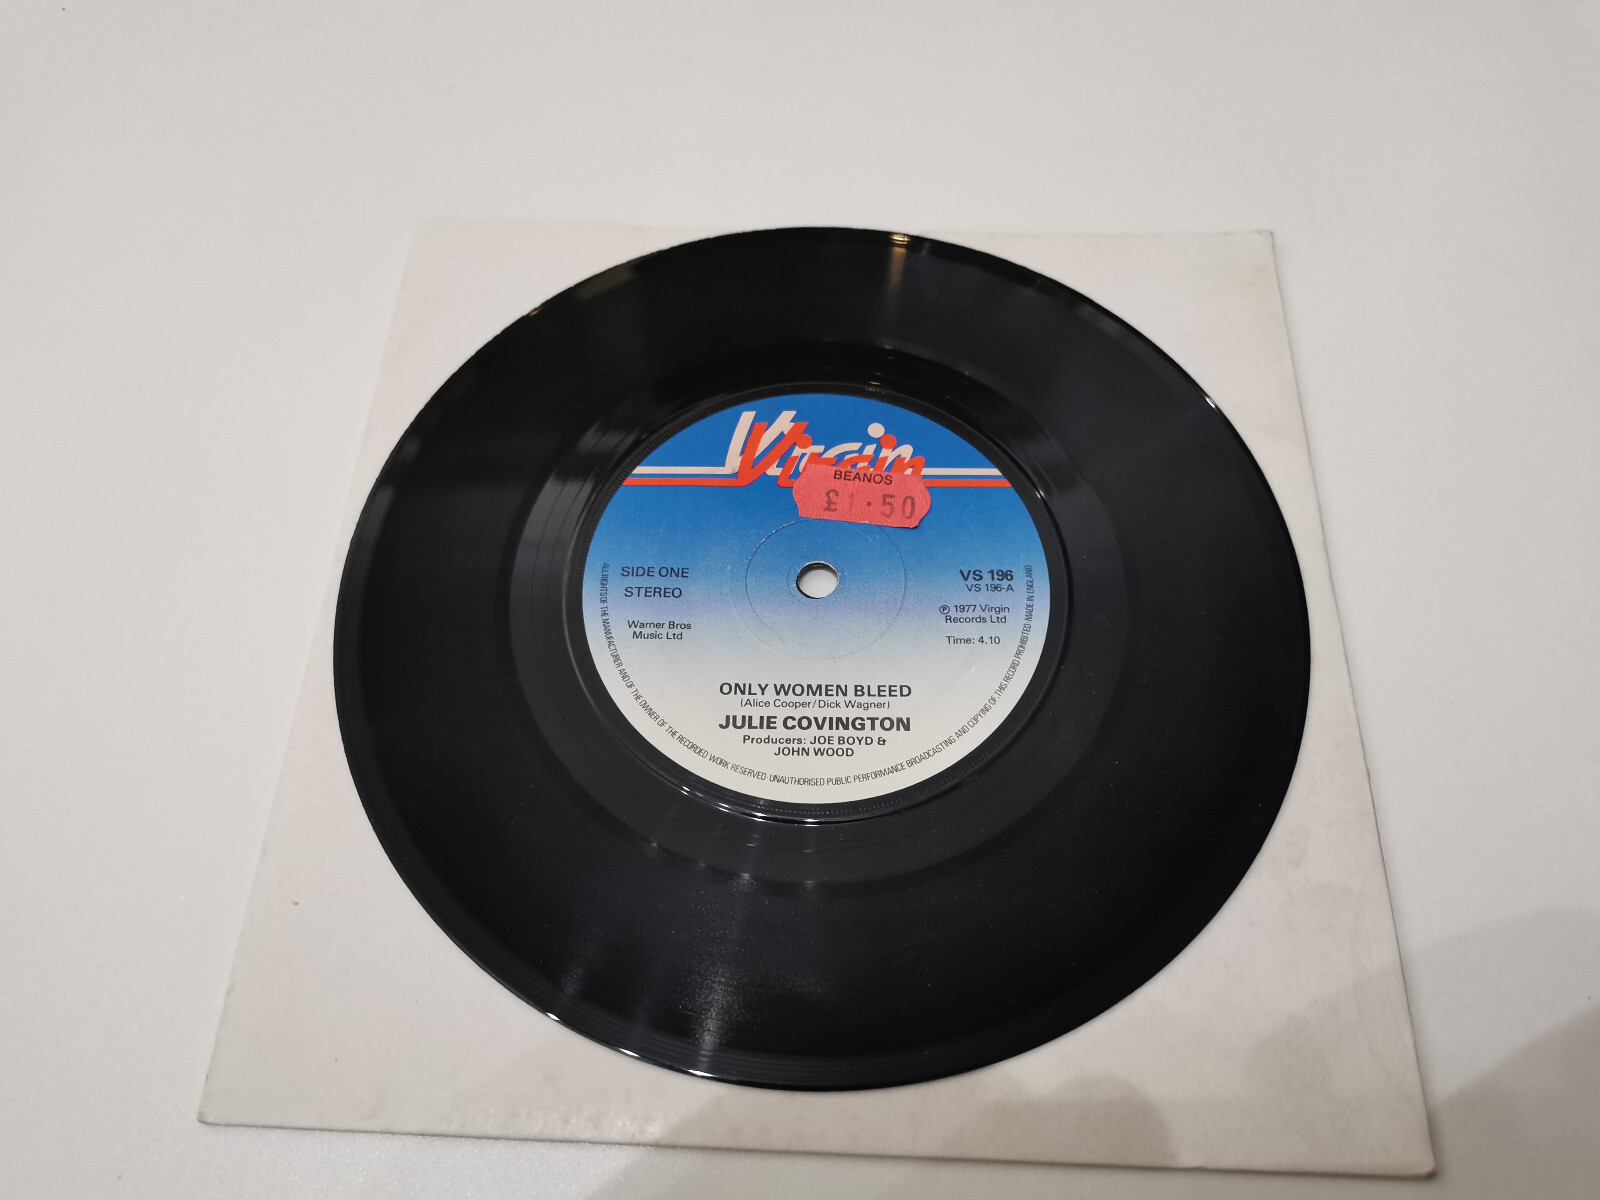 Virgin
BEANOS
£1.50
SIDE ONE
STEREO
Warner Bros
Music Ltd
VS 196
VS 196-A
℗ 1977 Virgin
Records Ltd
Time: 4.10
ONLY WOMEN BLEED
(Alice Cooper/Dick Wagner)
JULIE COVINGTON
Producers: JOE BOYD &
JOHN WOOD
ALL RIGHTS OF THE MANUFACTURER AND OF THE OWNER OF THE RECORDED WORK RESERVED·UNAUTHORISED PUBLIC PERFORMANCE BROADCASTING AND COPYING OF THIS RECORD PROHIBITED·MADE IN ENGLAND